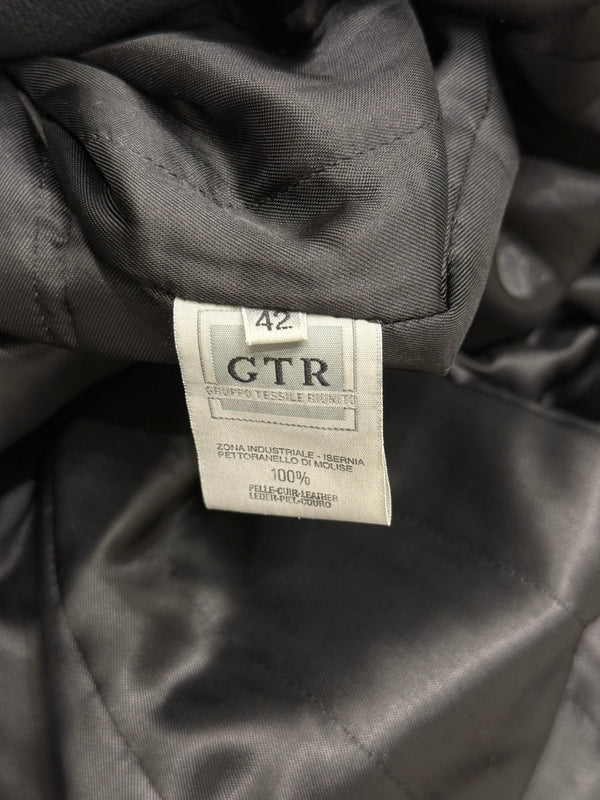 42
GTR
GRUPPO TESSILE RIUNITO
ZONA INDUSTRIALE - ISERNIA
PETTORANELLO DI MOLISE
100%
PELLE-CUIR-LEATHER
LEDER-PIEL-COURO